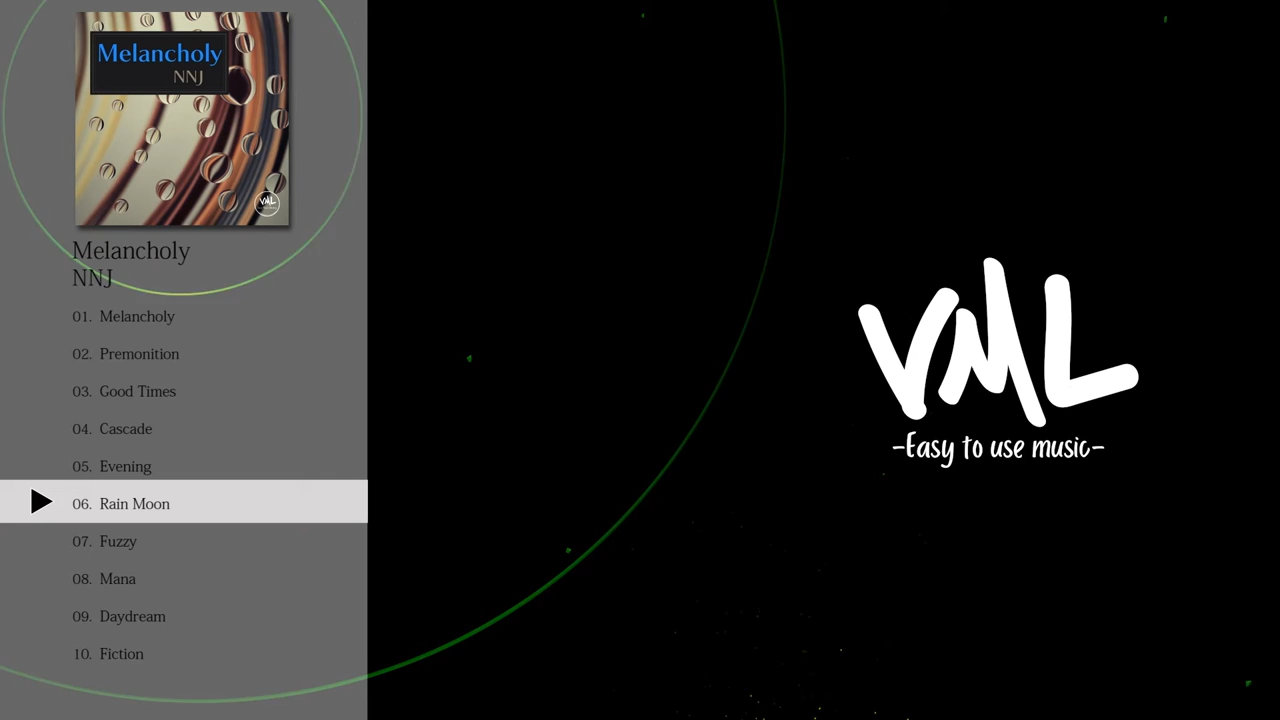 Melancholy
NNJ
VML
Melancholy
NNJ
01. Melancholy
02. Premonition
03. Good Times
04. Cascade
05. Evening
06. Rain Moon
07. Fuzzy
08. Mana
09. Daydream
10. Fiction
VML
-Easy to use music-